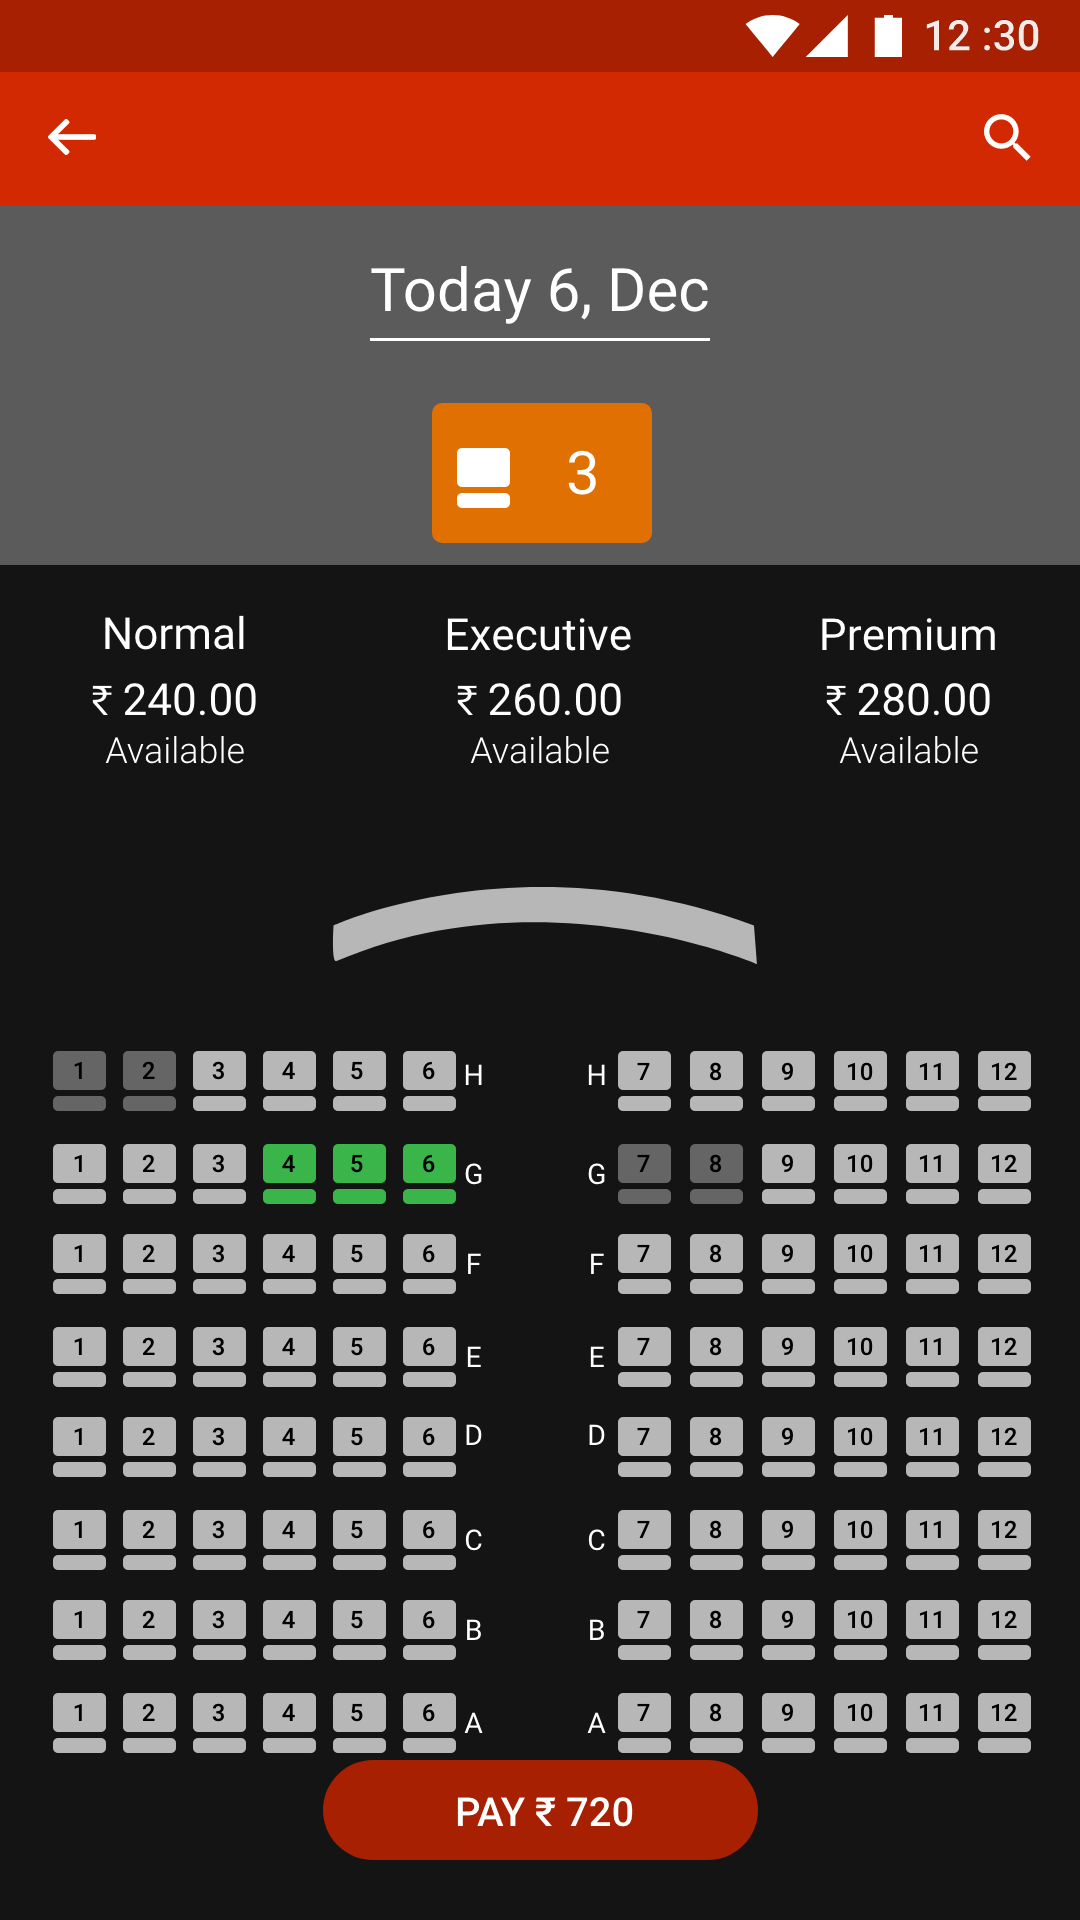 12 :30
Today 6, Dec
3
Normal Executive Premium
₹ 240.00 ₹ 260.00 ₹ 280.00
Available Available Available
1 2 3 4 5 6 H H 7 8 9 10 11 12
1 2 3 4 5 6 G G 7 8 9 10 11 12
1 2 3 4 5 6 F F 7 8 9 10 11 12
1 2 3 4 5 6 E E 7 8 9 10 11 12
1 2 3 4 5 6 D D 7 8 9 10 11 12
1 2 3 4 5 6 C C 7 8 9 10 11 12
1 2 3 4 5 6 B B 7 8 9 10 11 12
1 2 3 4 5 6 A A 7 8 9 10 11 12
PAY ₹ 720